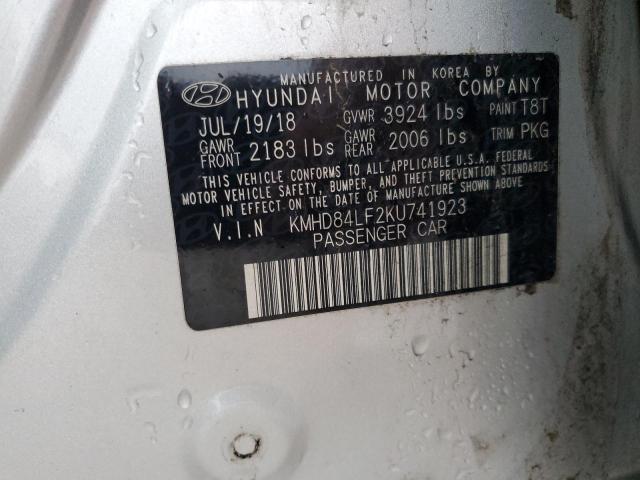 MANUFACTURED IN KOREA BY
HYUNDAI MOTOR COMPANY
JUL/19/18 GVWR 3924 lbs PAINT T8T
GAWR FRONT 2183 lbs GAWR REAR 2006 lbs TRIM PKG
THIS VEHICLE CONFORMS TO ALL APPLICABLE U.S.A. FEDERAL
MOTOR VEHICLE SAFETY, BUMPER, AND THEFT PREVENTION STANDARDS
IN EFFECT ON THE DATE OF MANUFACTURE SHOWN ABOVE.
V.I.N KMHD84LF2KU741923
PASSENGER CAR